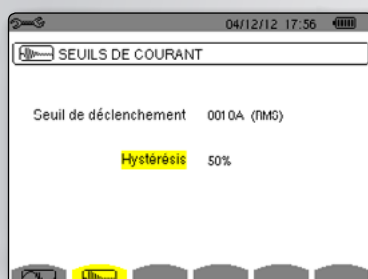 04/12/12 17:56
SEUILS DE COURANT
Seuil de déclenchement 0010A (RMS)
Hystérésis 50%